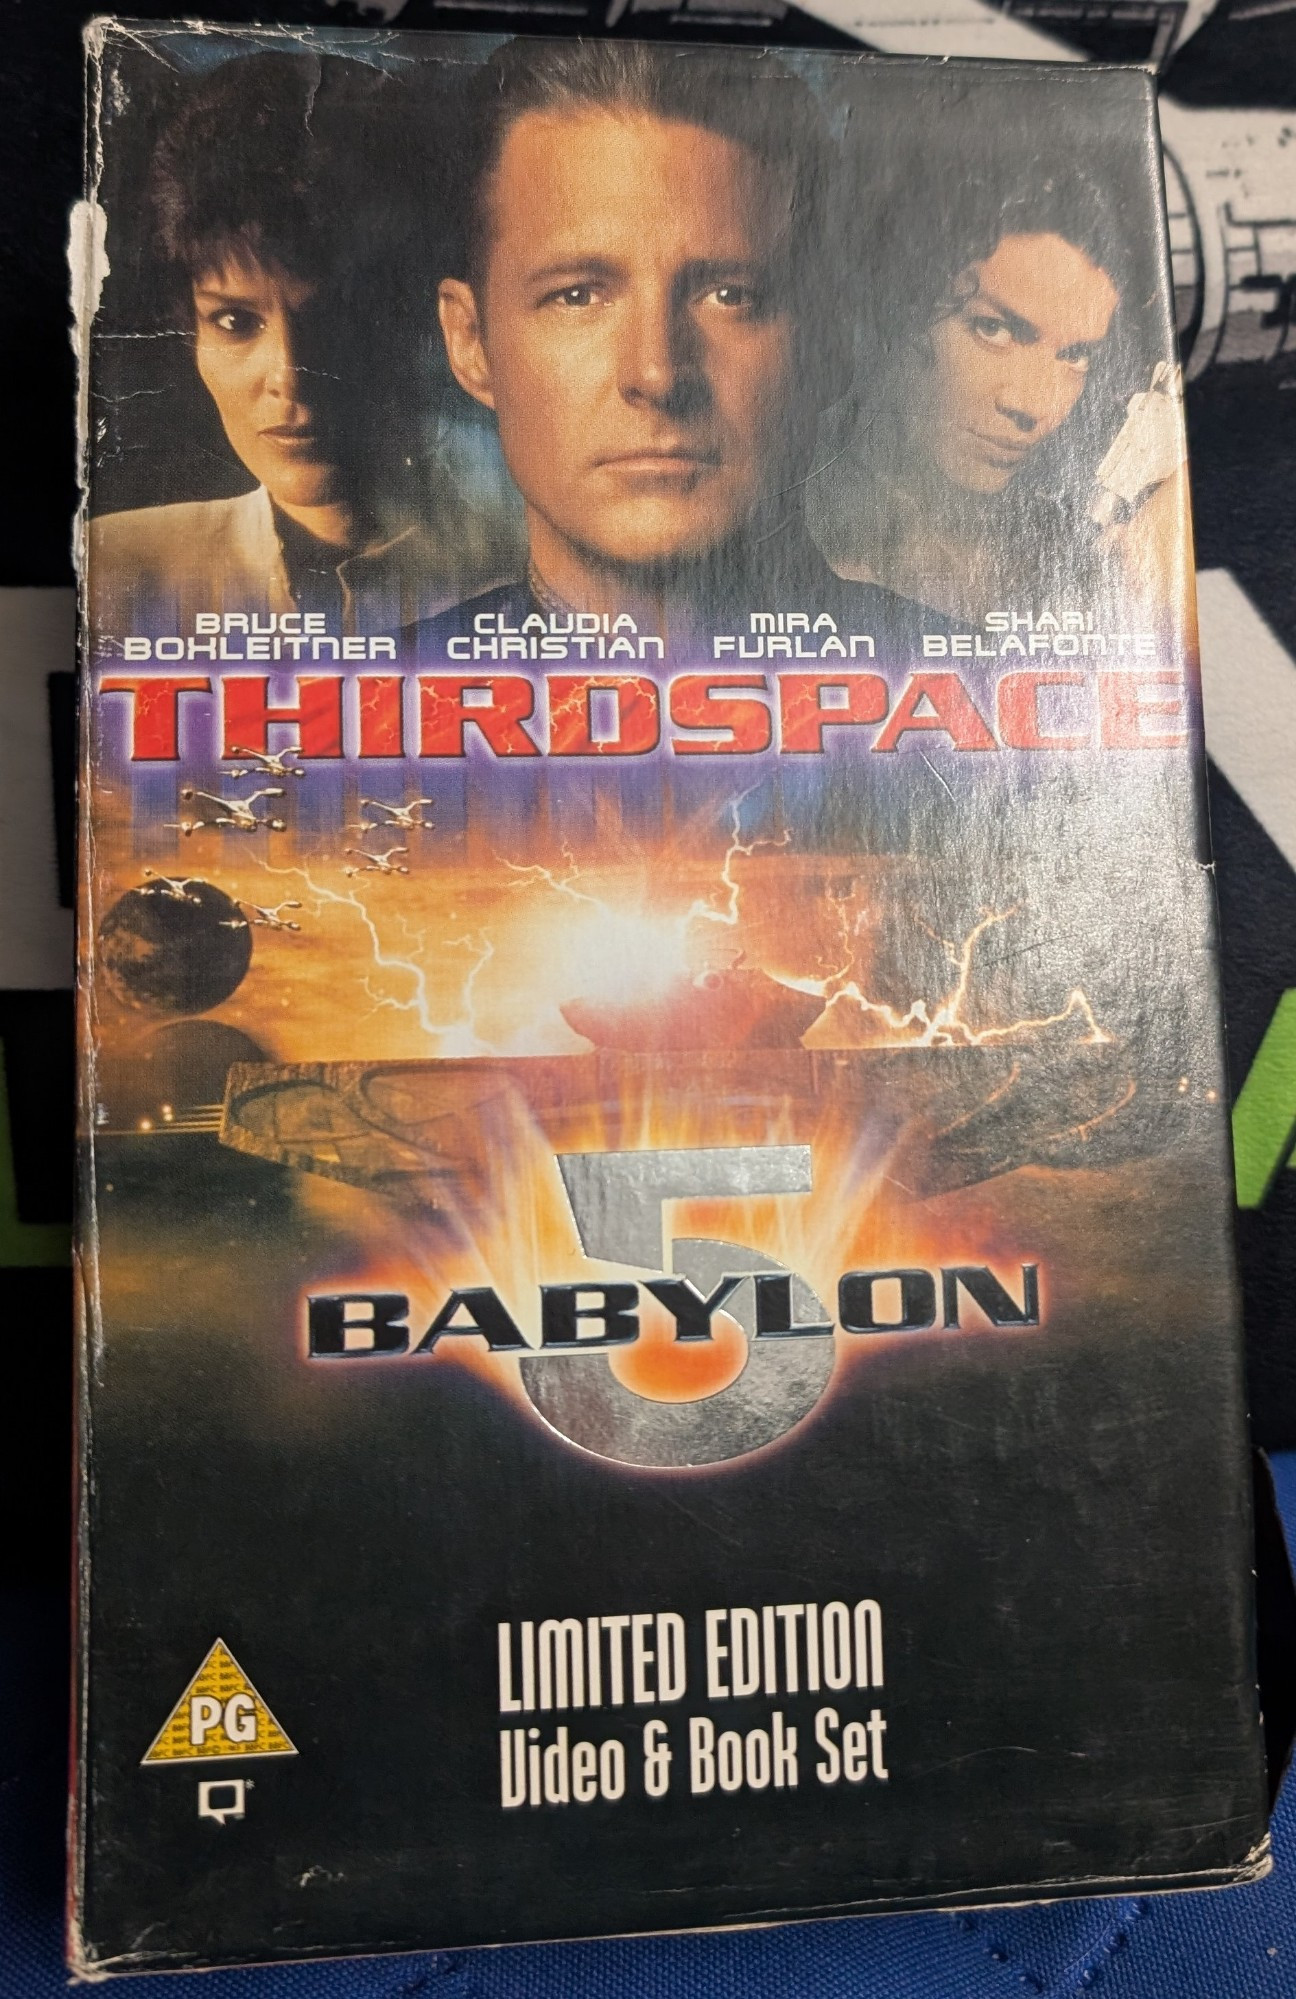 BRUCE BOXLEITNER
CLAUDIA CHRISTIAN
MIRA FURLAN
SHARI BELAFONTE
THIRDSPACE
5
BABYLON
LIMITED EDITION
Video & Book Set
PG